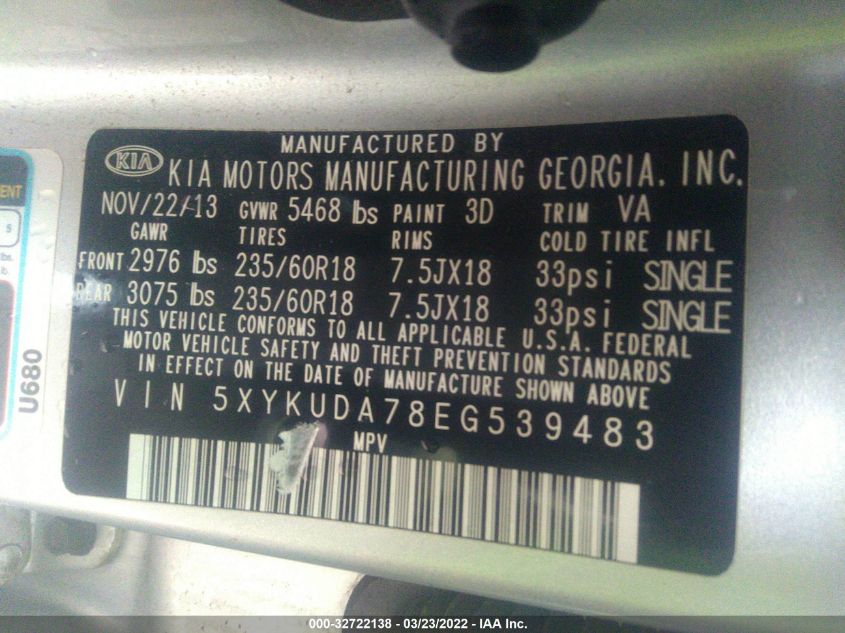 MANUFACTURED BY
KIA KIA MOTORS MANUFACTURING GEORGIA, INC.
NOV/22/13 GVWR 5468 lbs PAINT 3D TRIM VA
GAWR TIRES RIMS COLD TIRE INFL
FRONT 2976 lbs 235/60R18 7.5JX18 33psi SINGLE
REAR 3075 lbs 235/60R18 7.5JX18 33psi SINGLE
THIS VEHICLE CONFORMS TO ALL APPLICABLE U.S.A. FEDERAL
MOTOR VEHICLE SAFETY AND THEFT PREVENTION STANDARDS
IN EFFECT ON THE DATE OF MANUFACTURE SHOWN ABOVE
VIN 5XYKUDA78EG539483
MPV
U680
5
000-32722138 - 03/23/2022 - IAA Inc.